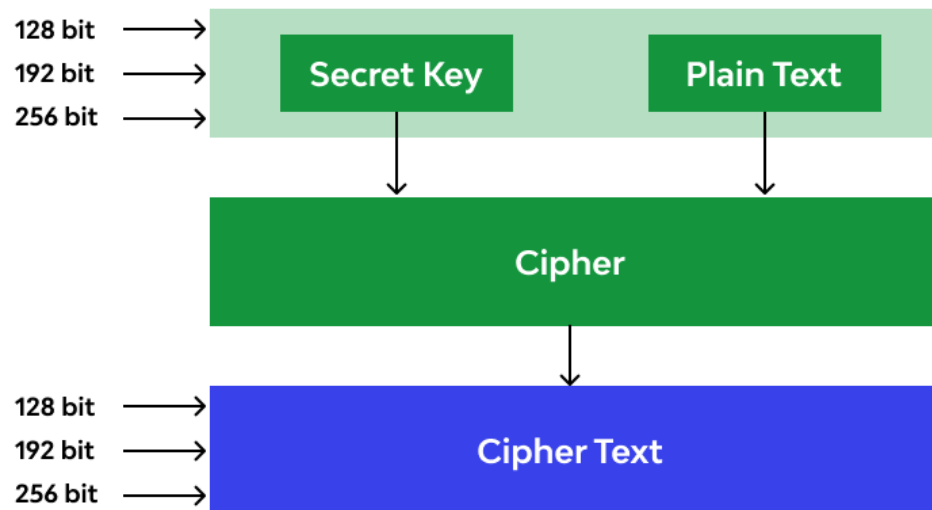 128 bit
192 bit
256 bit
Secret Key
Plain Text
Cipher
128 bit
192 bit
256 bit
Cipher Text